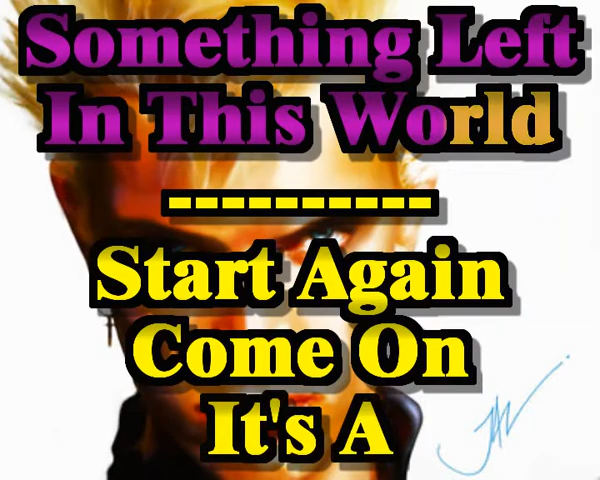 Something Left
In This World
----------
Start Again
Come On
It's A